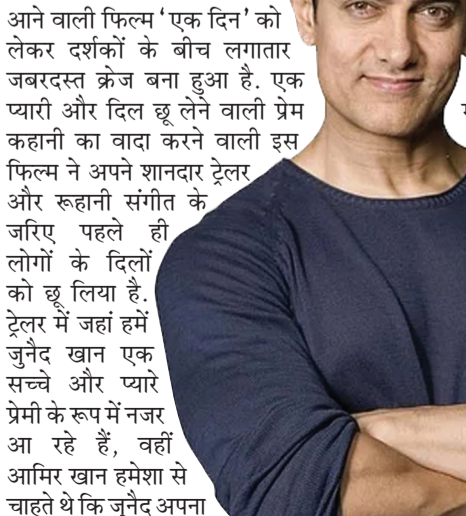 आने वाली फिल्म ‘एक दिन’ को
लेकर दर्शकों के बीच लगातार
जबरदस्त क्रेज बना हुआ है. एक
प्यारी और दिल छू लेने वाली प्रेम
कहानी का वादा करने वाली इस
फिल्म ने अपने शानदार ट्रेलर
और रूहानी संगीत के
जरिए पहले ही
लोगों के दिलों
को छू लिया है.
ट्रेलर में जहां हमें
जुनैद खान एक
सच्चे और प्यारे
प्रेमी के रूप में नजर
आ रहे हैं, वहीं
आमिर खान हमेशा से
चाहते थे कि जुनैद अपना